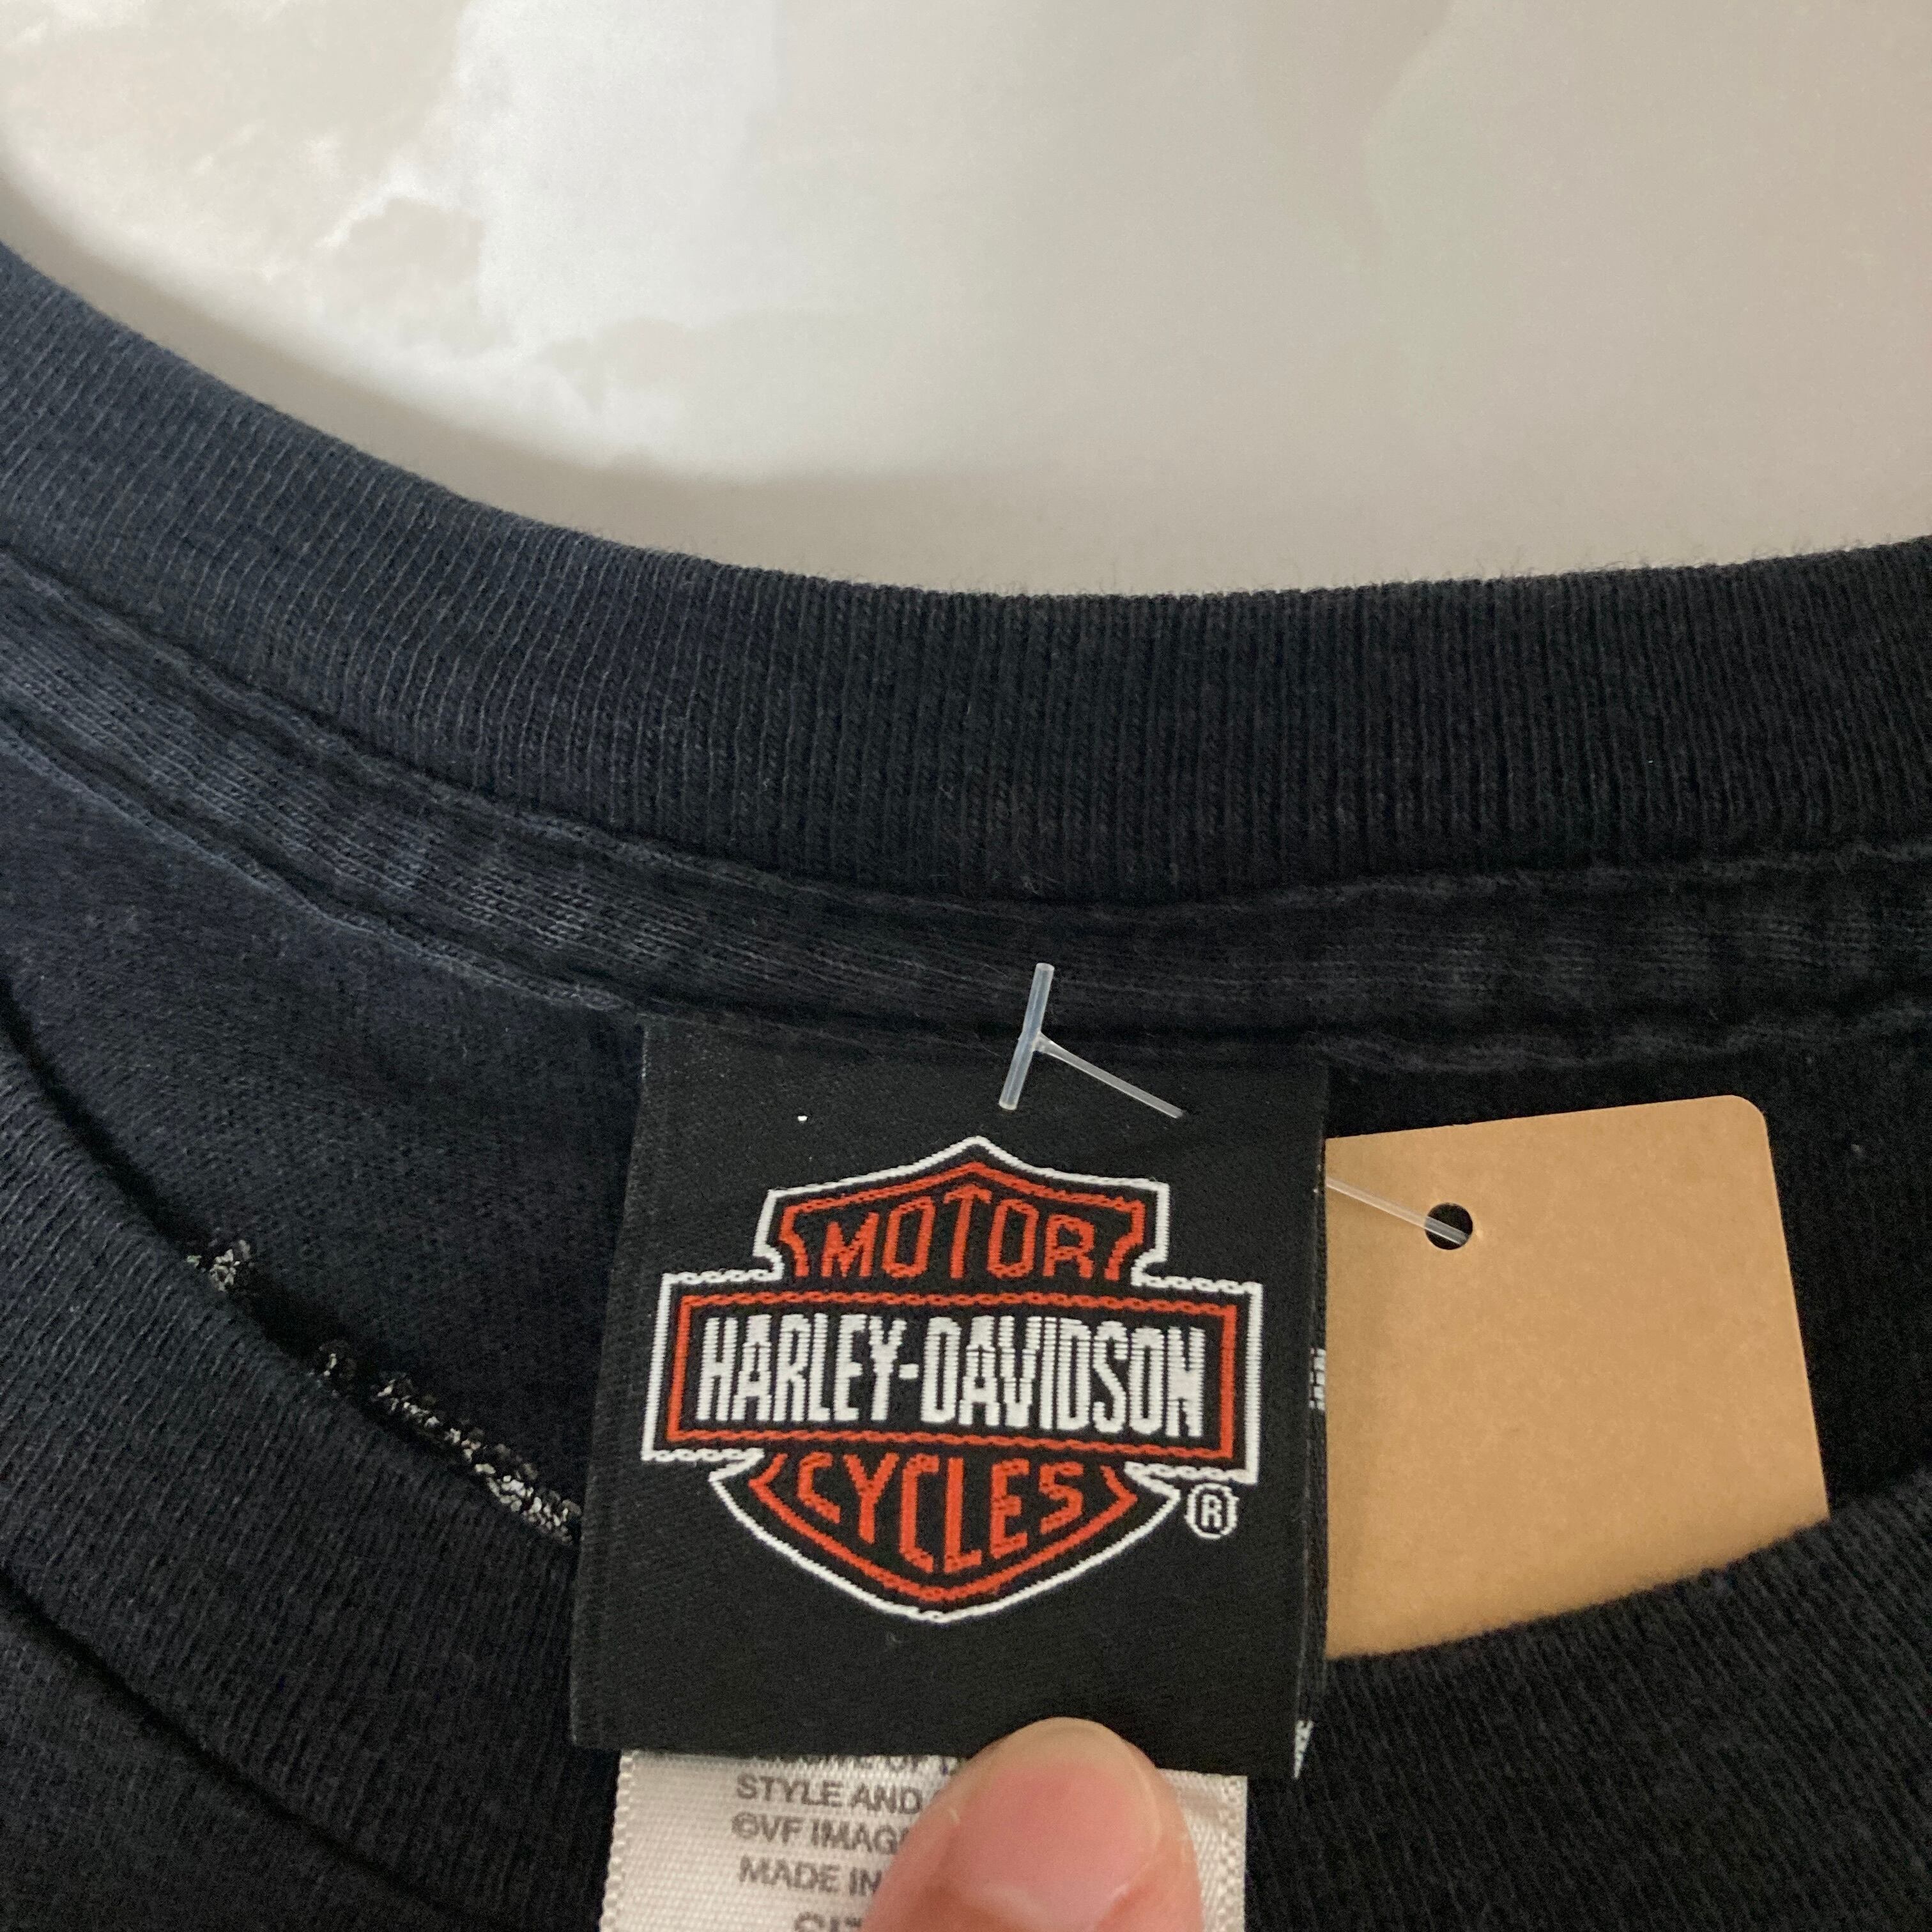 MOTOR
HARLEY-DAVIDSON
CYCLES
®
STYLE AND
©VF IMAG
MADE IN